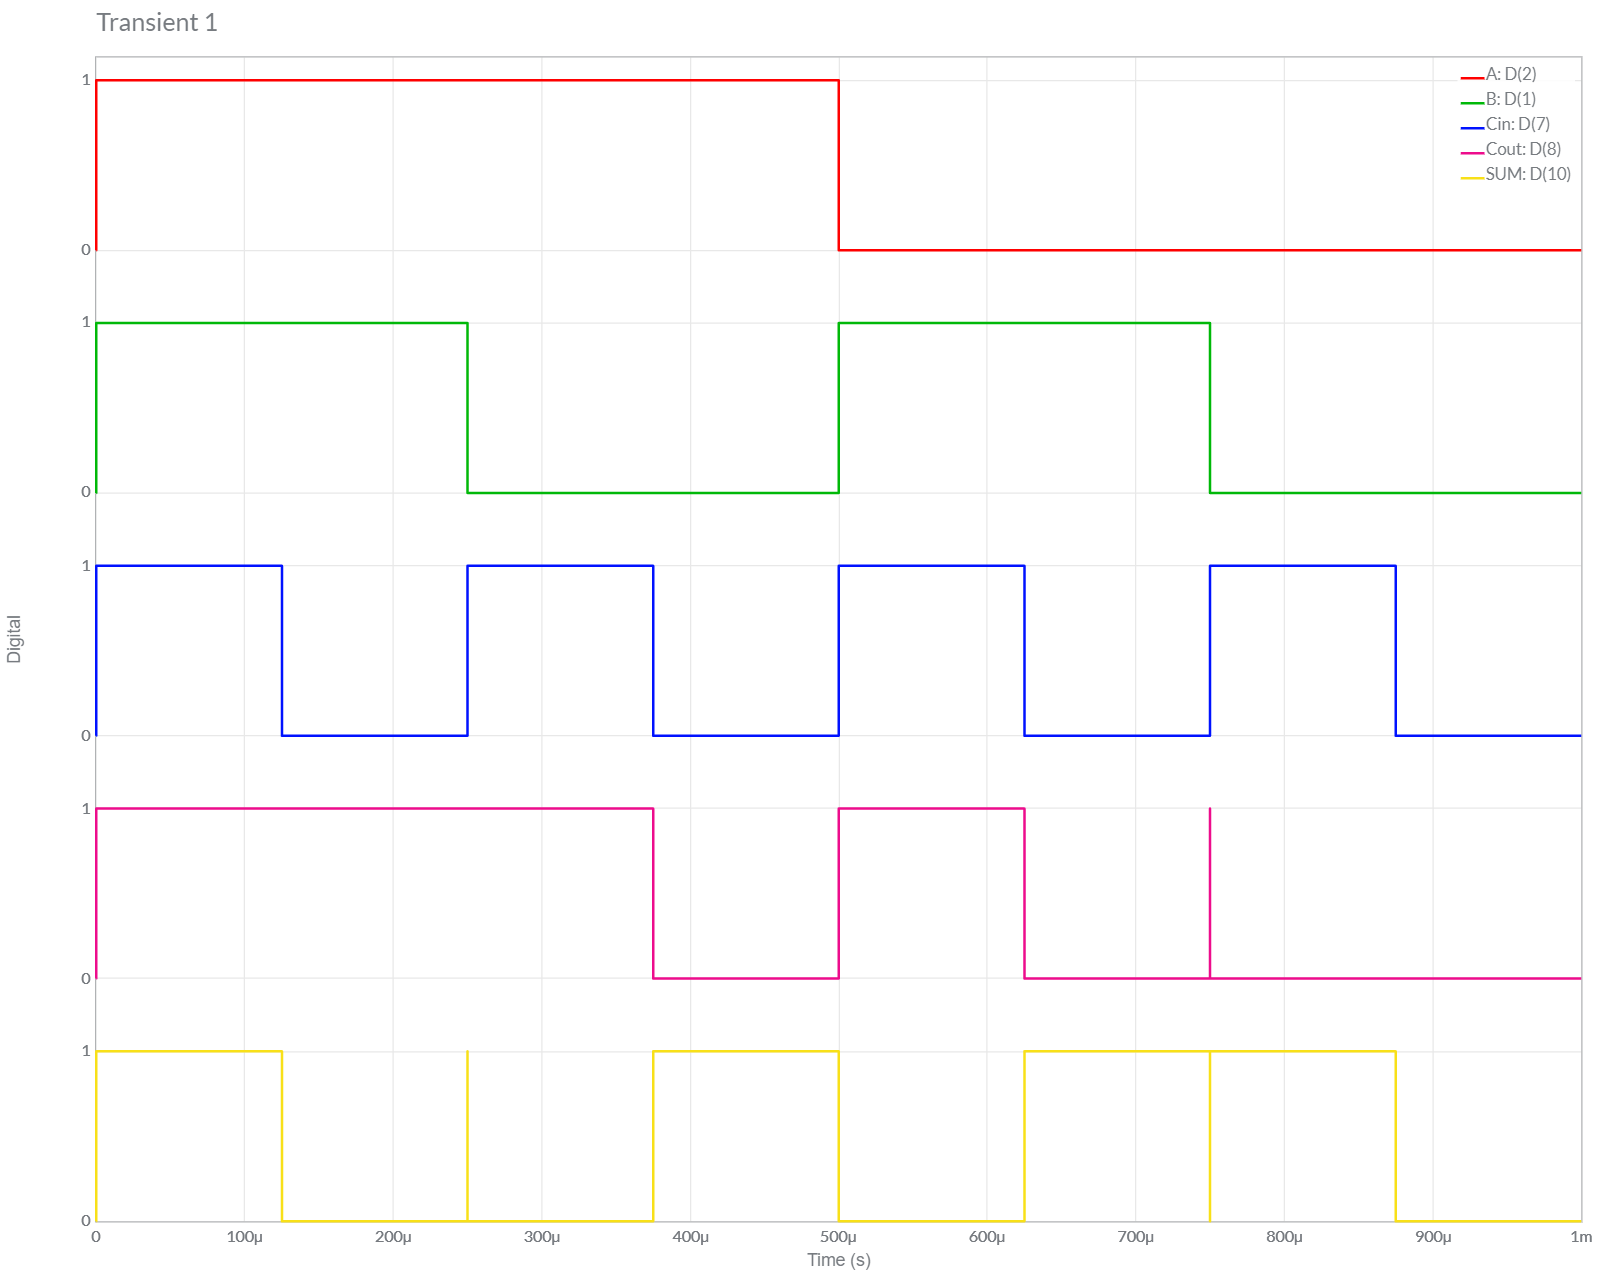 Transient 1
A: D(2)
B: D(1)
Cin: D(7)
Cout: D(8)
SUM: D(10)
1
0
1
0
1
0
1
0
1
0
Digital
0 100µ 200µ 300µ 400µ 500µ 600µ 700µ 800µ 900µ 1m
Time (s)